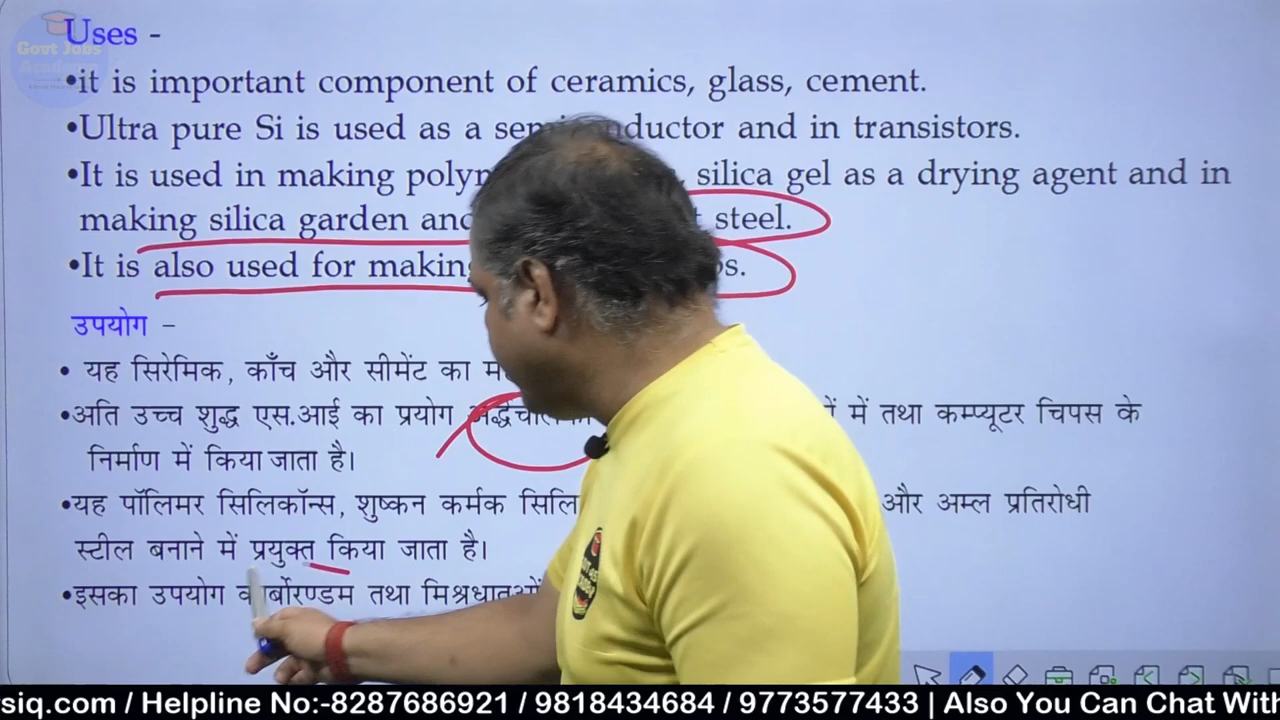 Uses -
Govt Jobs
Academy
•it is important component of ceramics, glass, cement.
•Ultra pure Si is used as a semiconductor and in transistors.
•It is used in making silica gel as a drying agent and in
making silica garden and steel.
•It is also used for making
उपयोग -
• यह सिरेमिक, काँच और सीमेंट का
•अति उच्च शुद्ध एस.आई का प्रयोग में तथा कम्प्यूटर चिपस के
निर्माण में किया जाता है।
•यह पॉलिमर सिलिकॉन्स, शुष्कन कर्मक और अम्ल प्रतिरोधी
स्टील बनाने में प्रयुक्त किया जाता है।
•इसका उपयोग कार्बोरण्डम तथा मिश्रधातुओं
siq.com / Helpline No:-8287686921 / 9818434684 / 9773577433 | Also You Can Chat With